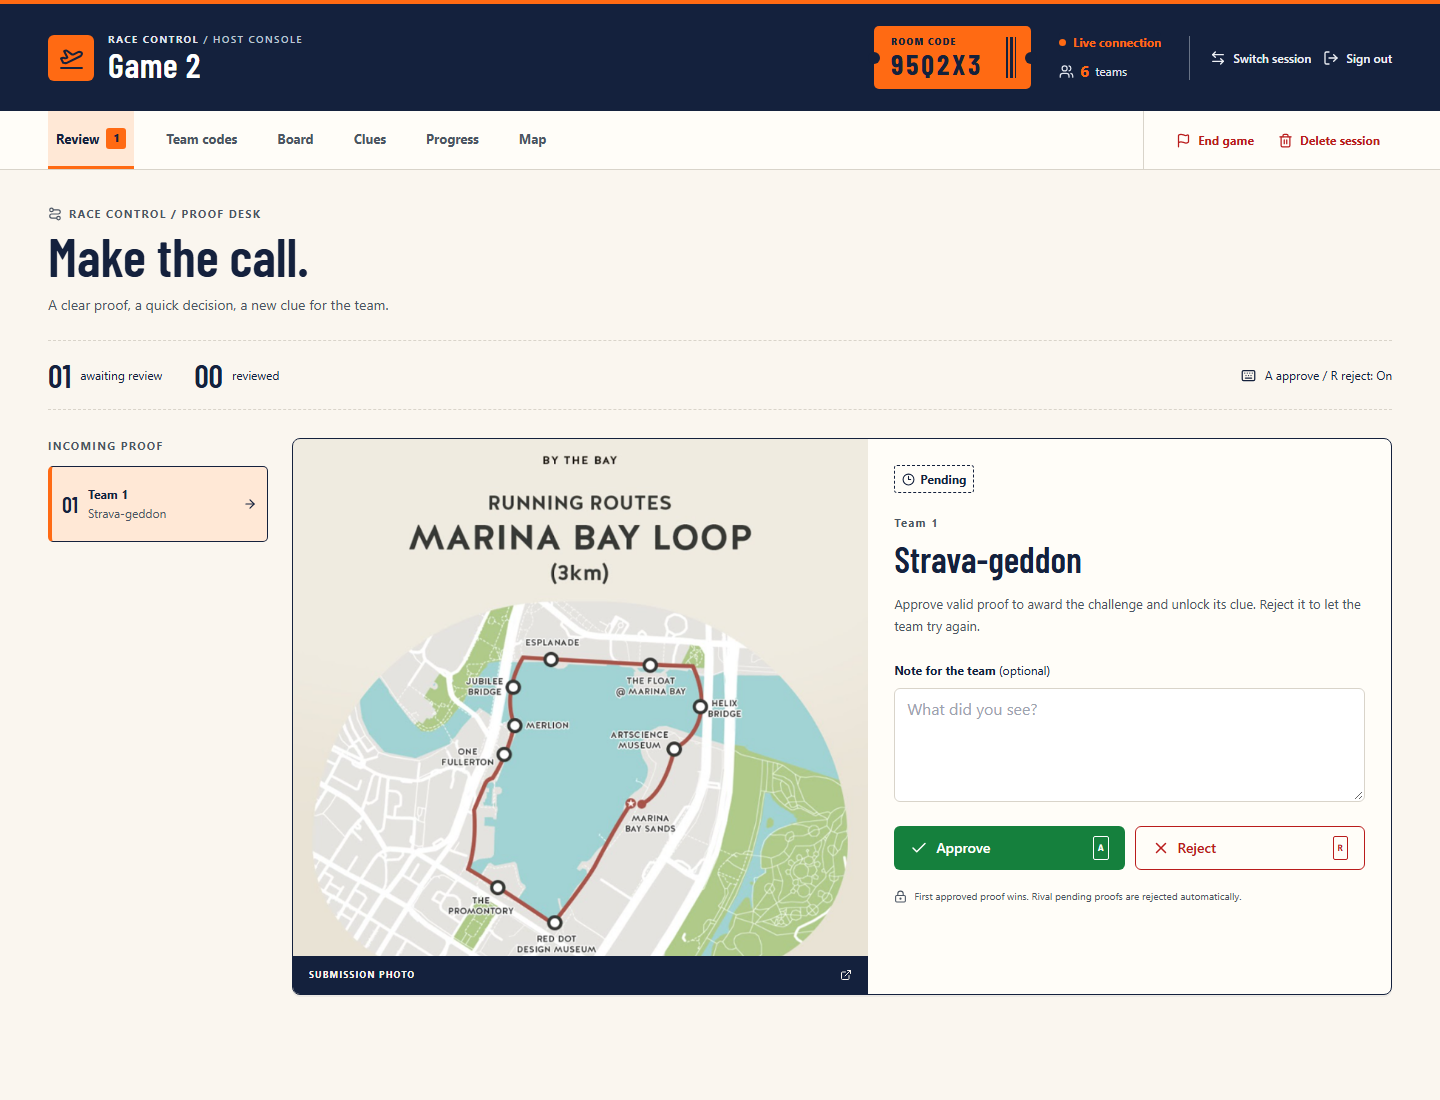 RACE CONTROL / HOST CONSOLE
Game 2
ROOM CODE
95Q2X3
Live connection
6 teams
Switch session
Sign out
Review 1
Team codes
Board
Clues
Progress
Map
End game
Delete session
RACE CONTROL / PROOF DESK
Make the call.
A clear proof, a quick decision, a new clue for the team.
01 awaiting review
00 reviewed
A approve / R reject: On
INCOMING PROOF
01
Team 1
Strava-geddon
BY THE BAY
RUNNING ROUTES
MARINA BAY LOOP
(3km)
ESPLANADE
JUBILEE
BRIDGE
THE FLOAT
@ MARINA BAY
HELIX
BRIDGE
MERLION
ARTSCIENCE
MUSEUM
ONE
FULLERTON
MARINA
BAY SANDS
THE
PROMONTORY
RED DOT
DESIGN MUSEUM
SUBMISSION PHOTO
Pending
Team 1
Strava-geddon
Approve valid proof to award the challenge and unlock its clue. Reject it to let the
team try again.
Note for the team (optional)
What did you see?
Approve A
Reject R
First approved proof wins. Rival pending proofs are rejected automatically.